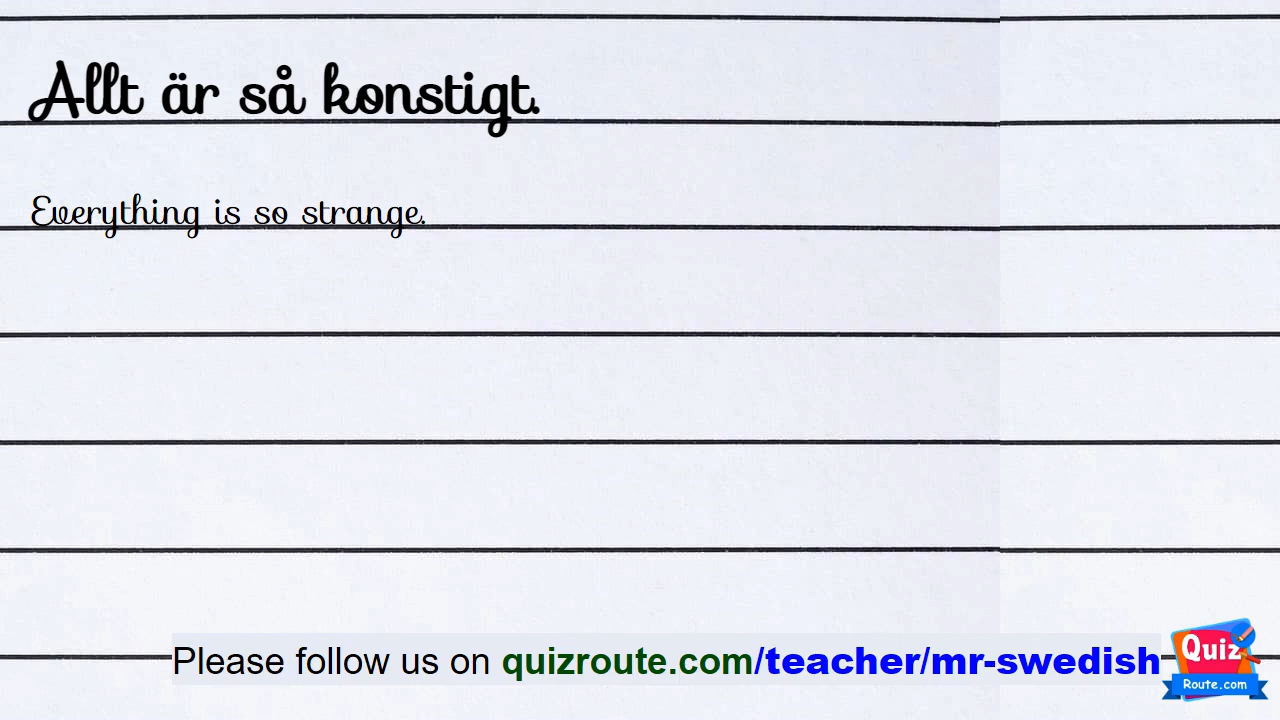 Allt är så konstigt.
Everything is so strange.
Please follow us on quizroute.com/teacher/mr-swedish
Quiz
Route.com